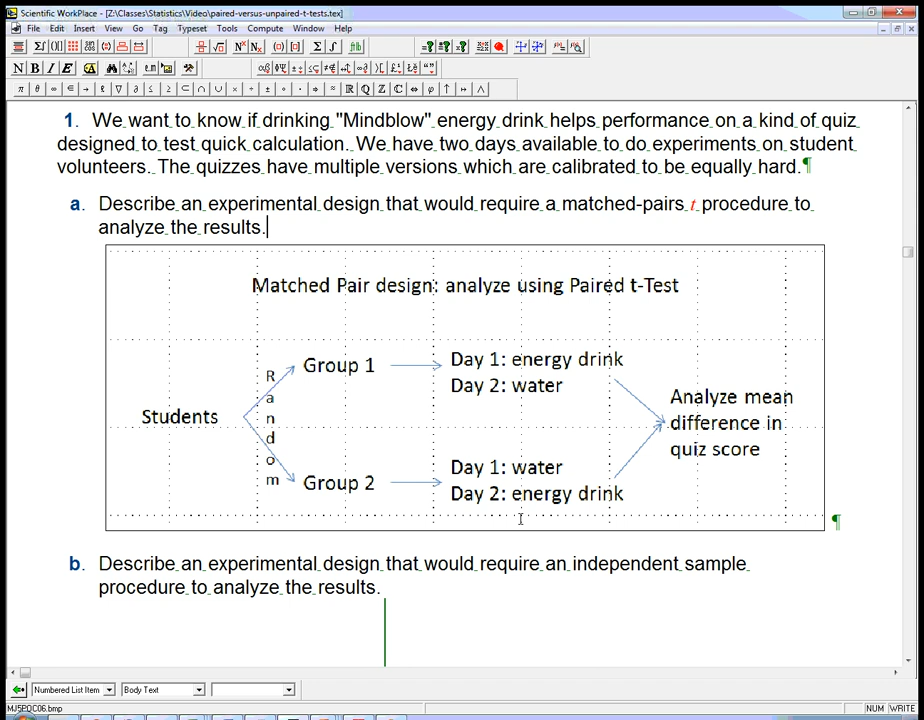 Scientific WorkPlace - [Z:\Classes\Statistics\Video\paired-versus-unpaired-t-tests.tex]
File Edit Insert View Go Tag Typeset Tools Compute Window Help
1. We want to know if drinking "Mindblow" energy drink helps performance on a kind of quiz
designed to test quick calculation. We have two days available to do experiments on student
volunteers. The quizzes have multiple versions which are calibrated to be equally hard.¶
a. Describe an experimental design that would require a matched-pairs t procedure to
analyze the results.
Matched Pair design: analyze using Paired t-Test
Students
Random
Group 1
Day 1: energy drink
Day 2: water
Group 2
Day 1: water
Day 2: energy drink
Analyze mean
difference in
quiz score
¶
b. Describe an experimental design that would require an independent sample
procedure to analyze the results.
Numbered List Item Body Text
MJ5POC06.bmp NUM WRITE